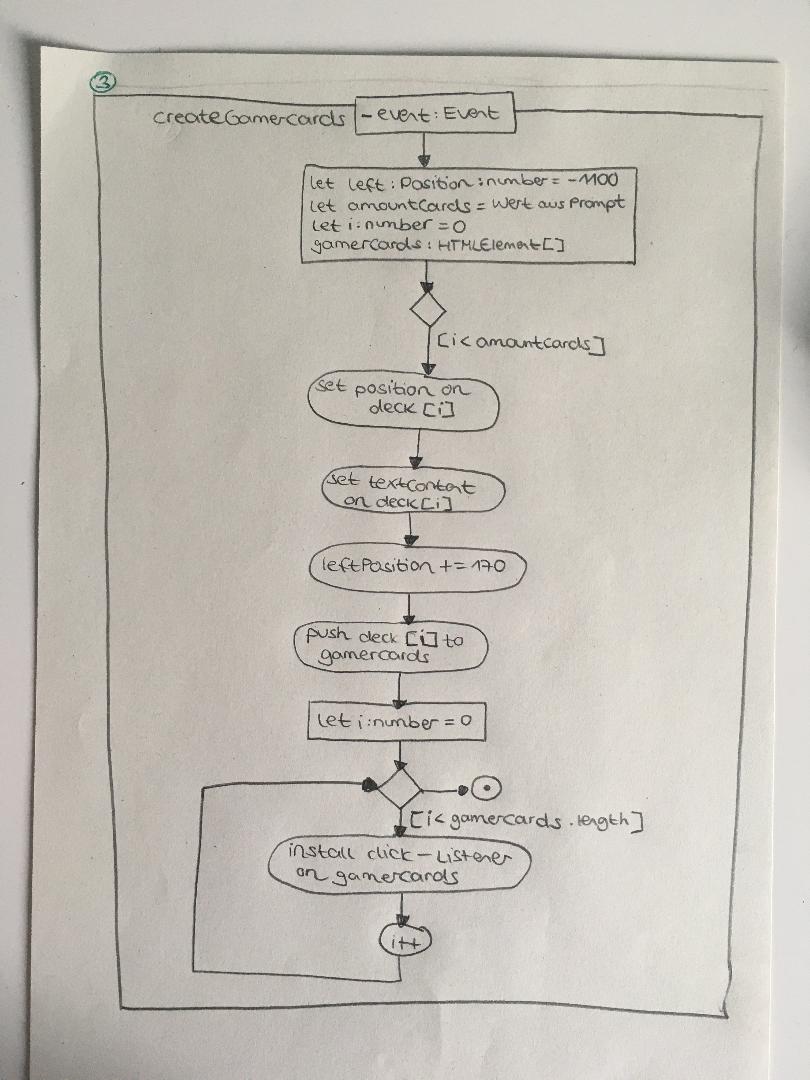 3
createGamercards
- event: Event
let left: Position: number = -1100
let amountCards = Wert aus Prompt
let i: number = 0
gamerCards: HTMLElement[]
[i < amountCards]
set position on
deck [i]
set textContent
on deck [i]
leftPosition += 170
push deck [i] to
gamercards
let i: number = 0
[i < gamercards.length]
install click-Listener
on gamercards
i++